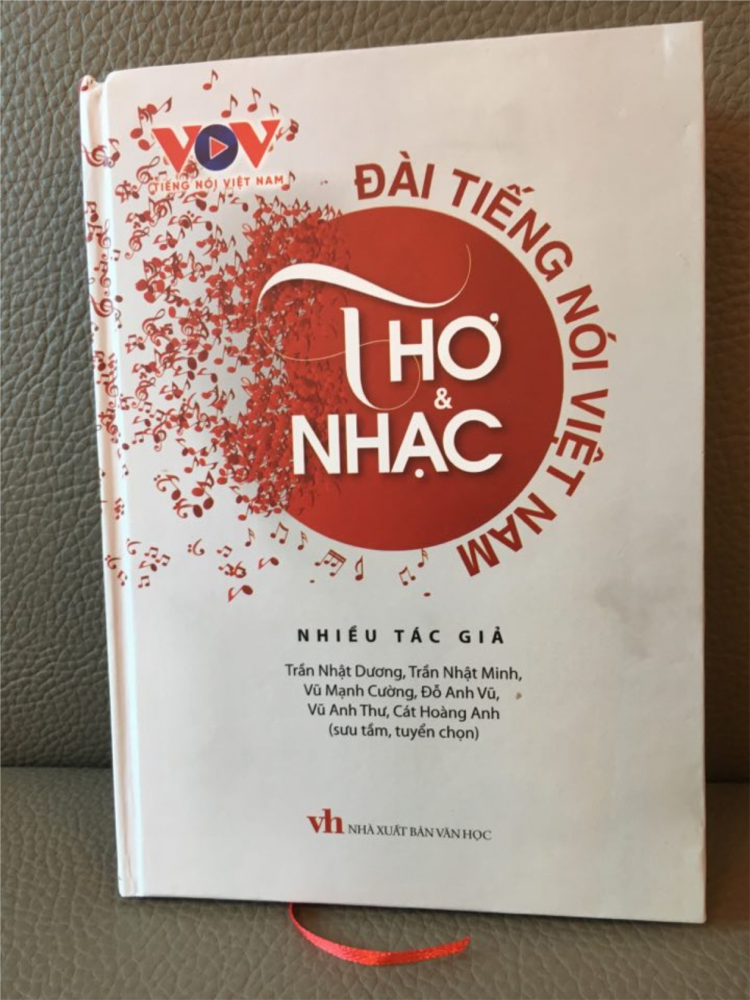 VOV
TIẾNG NÓI VIỆT NAM
ĐÀI TIẾNG NÓI VIỆT NAM
THƠ
&
NHẠC
NHIỀU TÁC GIẢ
Trần Nhật Dương, Trần Nhật Minh,
Vũ Mạnh Cường, Đỗ Anh Vũ,
Vũ Anh Thư, Cát Hoàng Anh
(sưu tầm, tuyển chọn)
vh NHÀ XUẤT BẢN VĂN HỌC